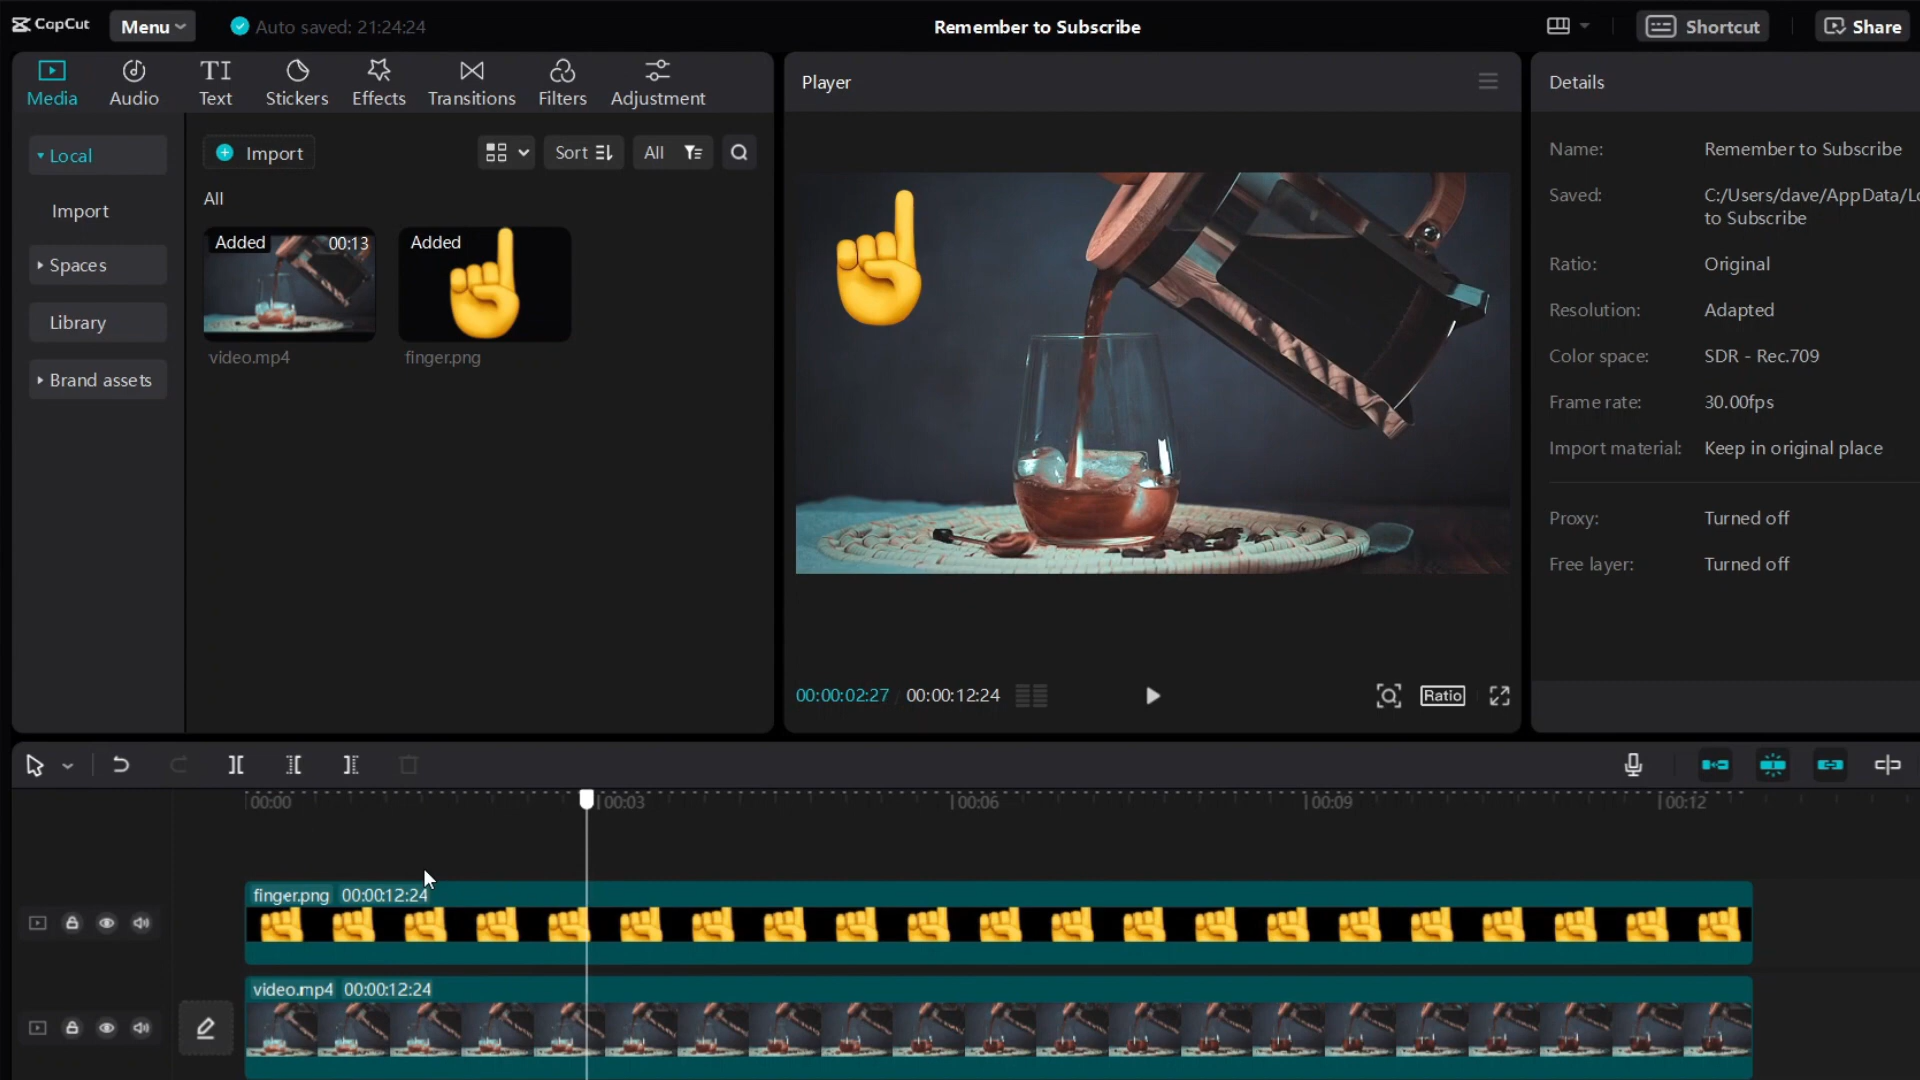 CapCut
Menu
Auto saved: 21:24:24
Remember to Subscribe
Shortcut
Share
Media
Audio
Text
Stickers
Effects
Transitions
Filters
Adjustment
Player
Details
Local
Import
Spaces
Library
Brand assets
Import
Sort
All
All
Added
00:13
video.mp4
Added
finger.png
00:00:02:27
00:00:12:24
Ratio
Name: Remember to Subscribe
Saved: C:/Users/dave/AppData/Lo
to Subscribe
Ratio: Original
Resolution: Adapted
Color space: SDR - Rec.709
Frame rate: 30.00fps
Import material: Keep in original place
Proxy: Turned off
Free layer: Turned off
00:00
00:03
00:06
00:09
00:12
finger.png 00:00:12:24
video.mp4 00:00:12:24